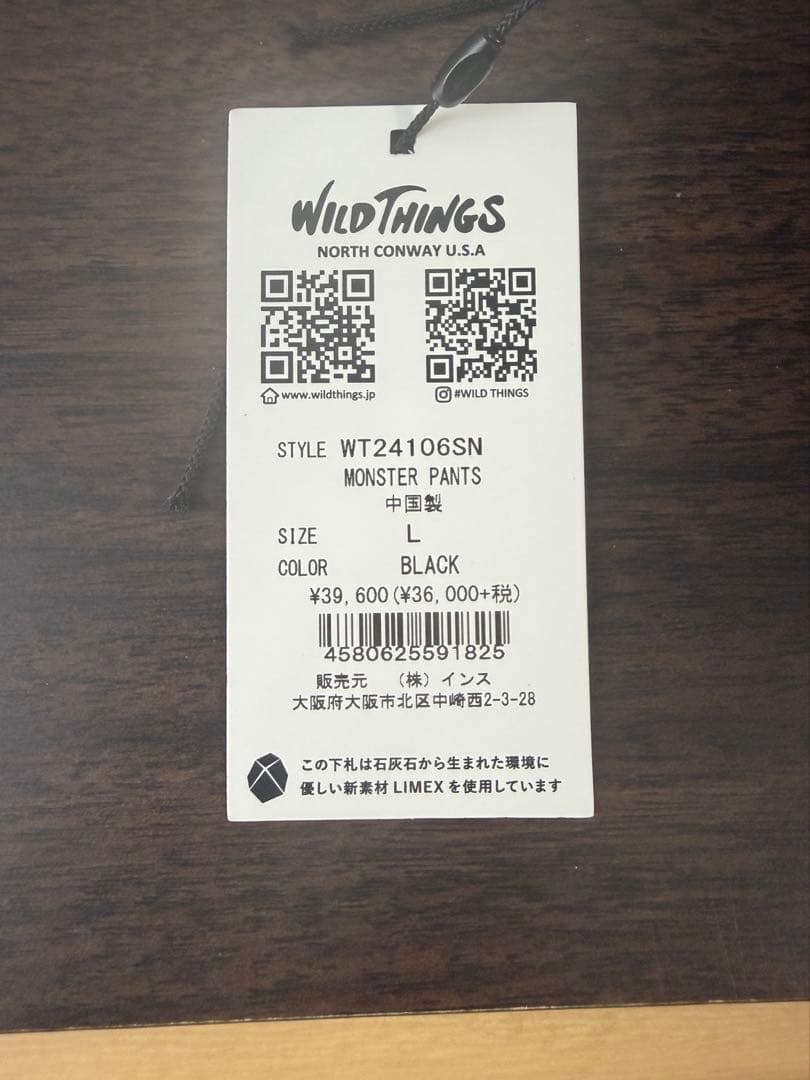 WILD THINGS
NORTH CONWAY U.S.A
www.wildthings.jp
#WILD THINGS
STYLE WT24106SN
MONSTER PANTS
中国製
SIZE L
COLOR BLACK
¥39,600(¥36,000+税)
4580625591825
販売元 (株)インス
大阪府大阪市北区中崎西2-3-28
この下札は石灰石から生まれた環境に
優しい新素材 LIMEX を使用しています